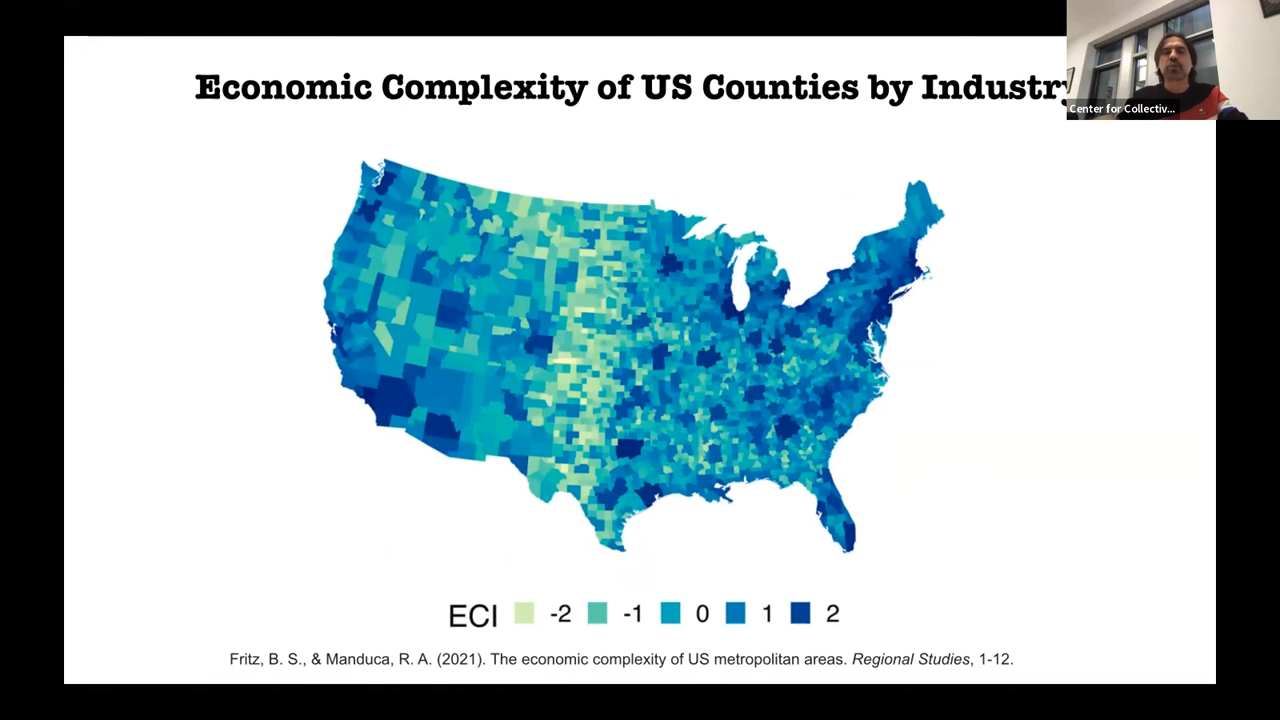 Economic Complexity of US Counties by Industry
Center for Collectiv...
ECI -2 -1 0 1 2
Fritz, B. S., & Manduca, R. A. (2021). The economic complexity of US metropolitan areas. Regional Studies, 1-12.